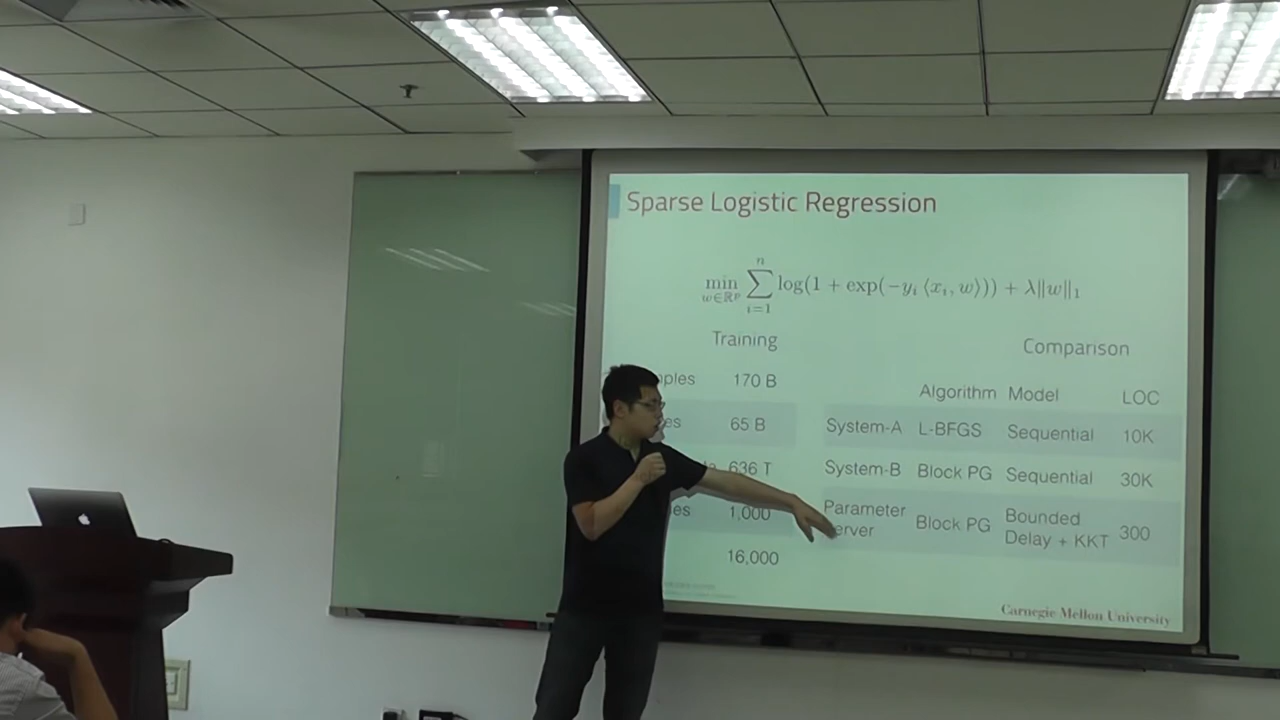 Sparse Logistic Regression
min w∈ℝᵖ ∑ i=1 n log(1 + exp(−yᵢ ⟨xᵢ, w⟩)) + λ‖w‖₁
Training
170 B
65 B
636 T
1,000
16,000
Comparison
Algorithm Model LOC
System-A L-BFGS Sequential 10K
System-B Block PG Sequential 30K
Parameter
Block PG Bounded
Delay + KKT 300
Carnegie Mellon University